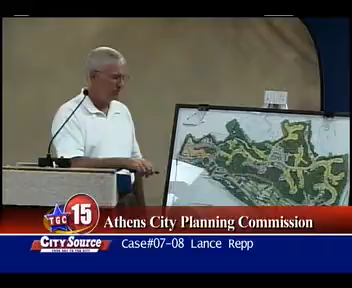 TGC
15
Athens City Planning Commission
CITY SOURCE
Case#07-08 Lance Repp